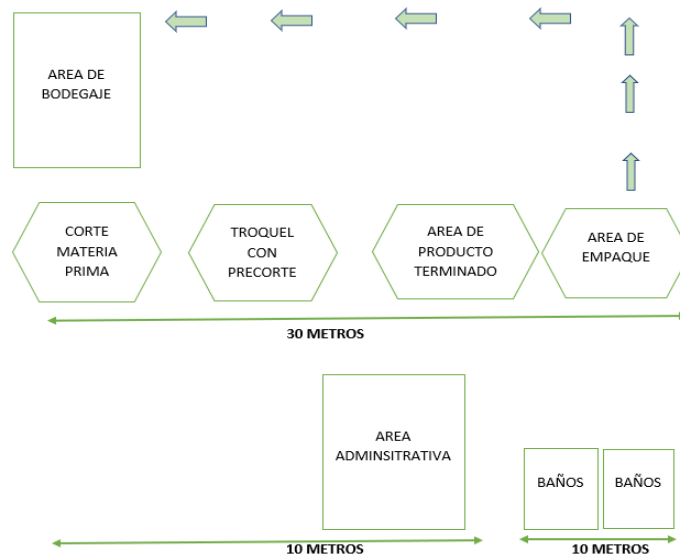 AREA DE
BODEGAJE
CORTE
MATERIA
PRIMA
TROQUEL
CON
PRECORTE
AREA DE
PRODUCTO
TERMINADO
AREA DE
EMPAQUE
30 METROS
AREA
ADMINSITRATIVA
BAÑOS
BAÑOS
10 METROS
10 METROS